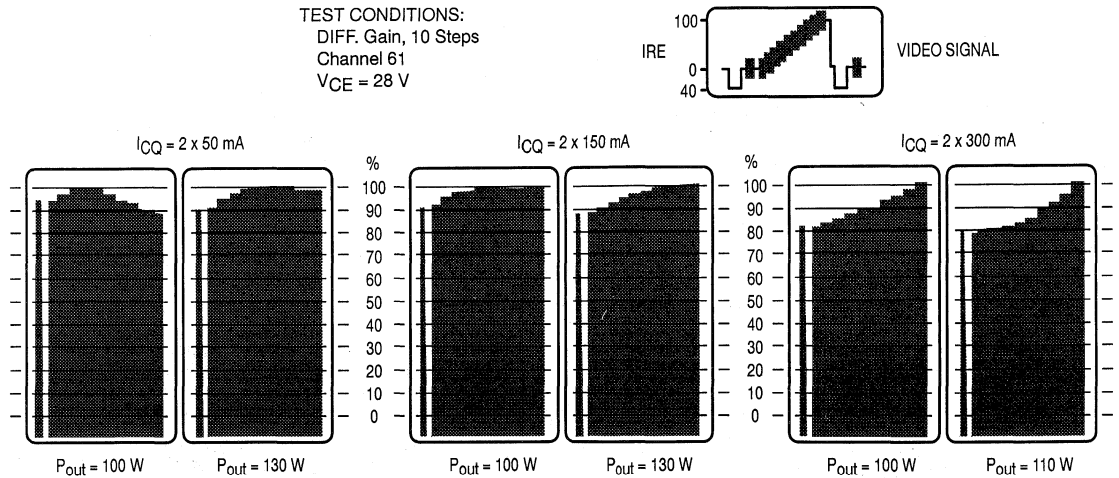 TEST CONDITIONS:
DIFF. Gain, 10 Steps
Channel 61
VCE = 28 V
100
IRE
0
40
VIDEO SIGNAL
ICQ = 2 x 50 mA
ICQ = 2 x 150 mA
ICQ = 2 x 300 mA
%
100
90
80
70
60
50
40
30
20
10
0
%
100
90
80
70
60
50
40
30
20
10
0
Pout = 100 W
Pout = 130 W
Pout = 100 W
Pout = 130 W
Pout = 100 W
Pout = 110 W